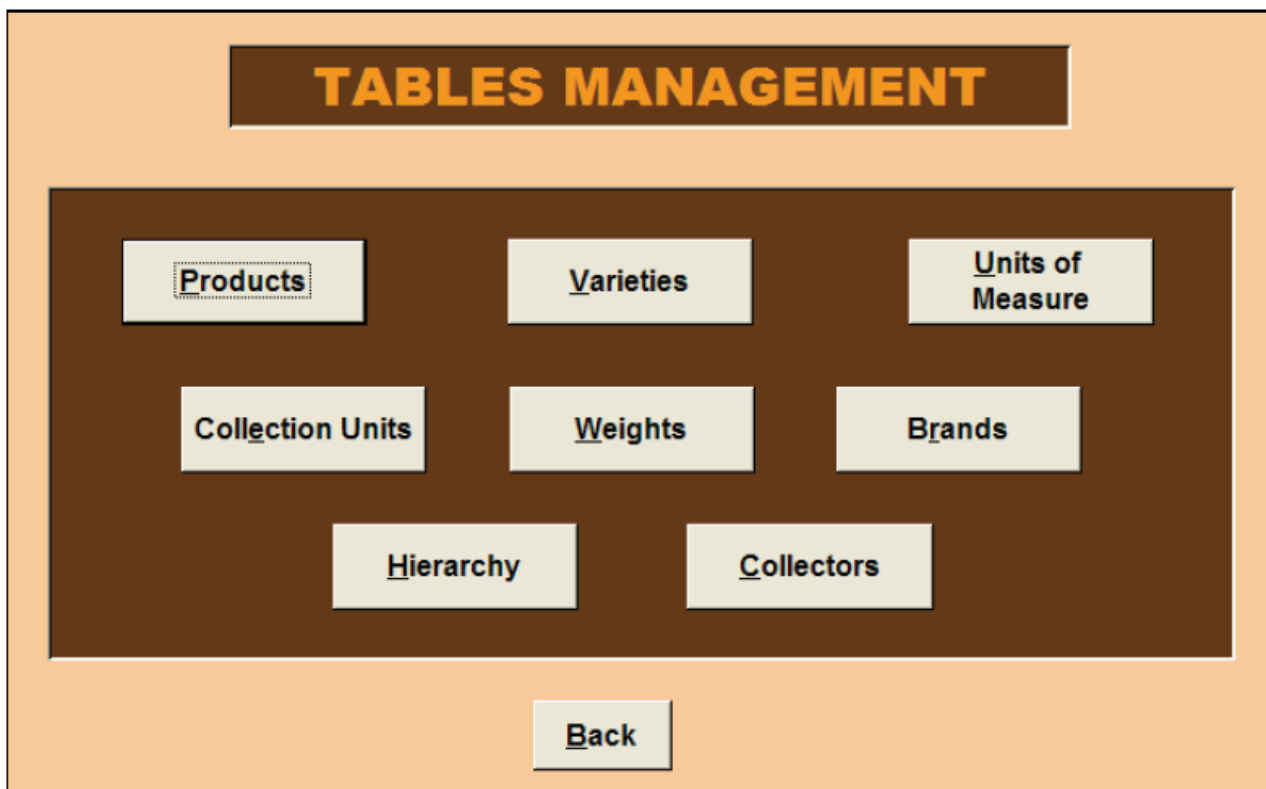 TABLES MANAGEMENT
Products
Varieties
Units of
Measure
Collection Units
Weights
Brands
Hierarchy
Collectors
Back